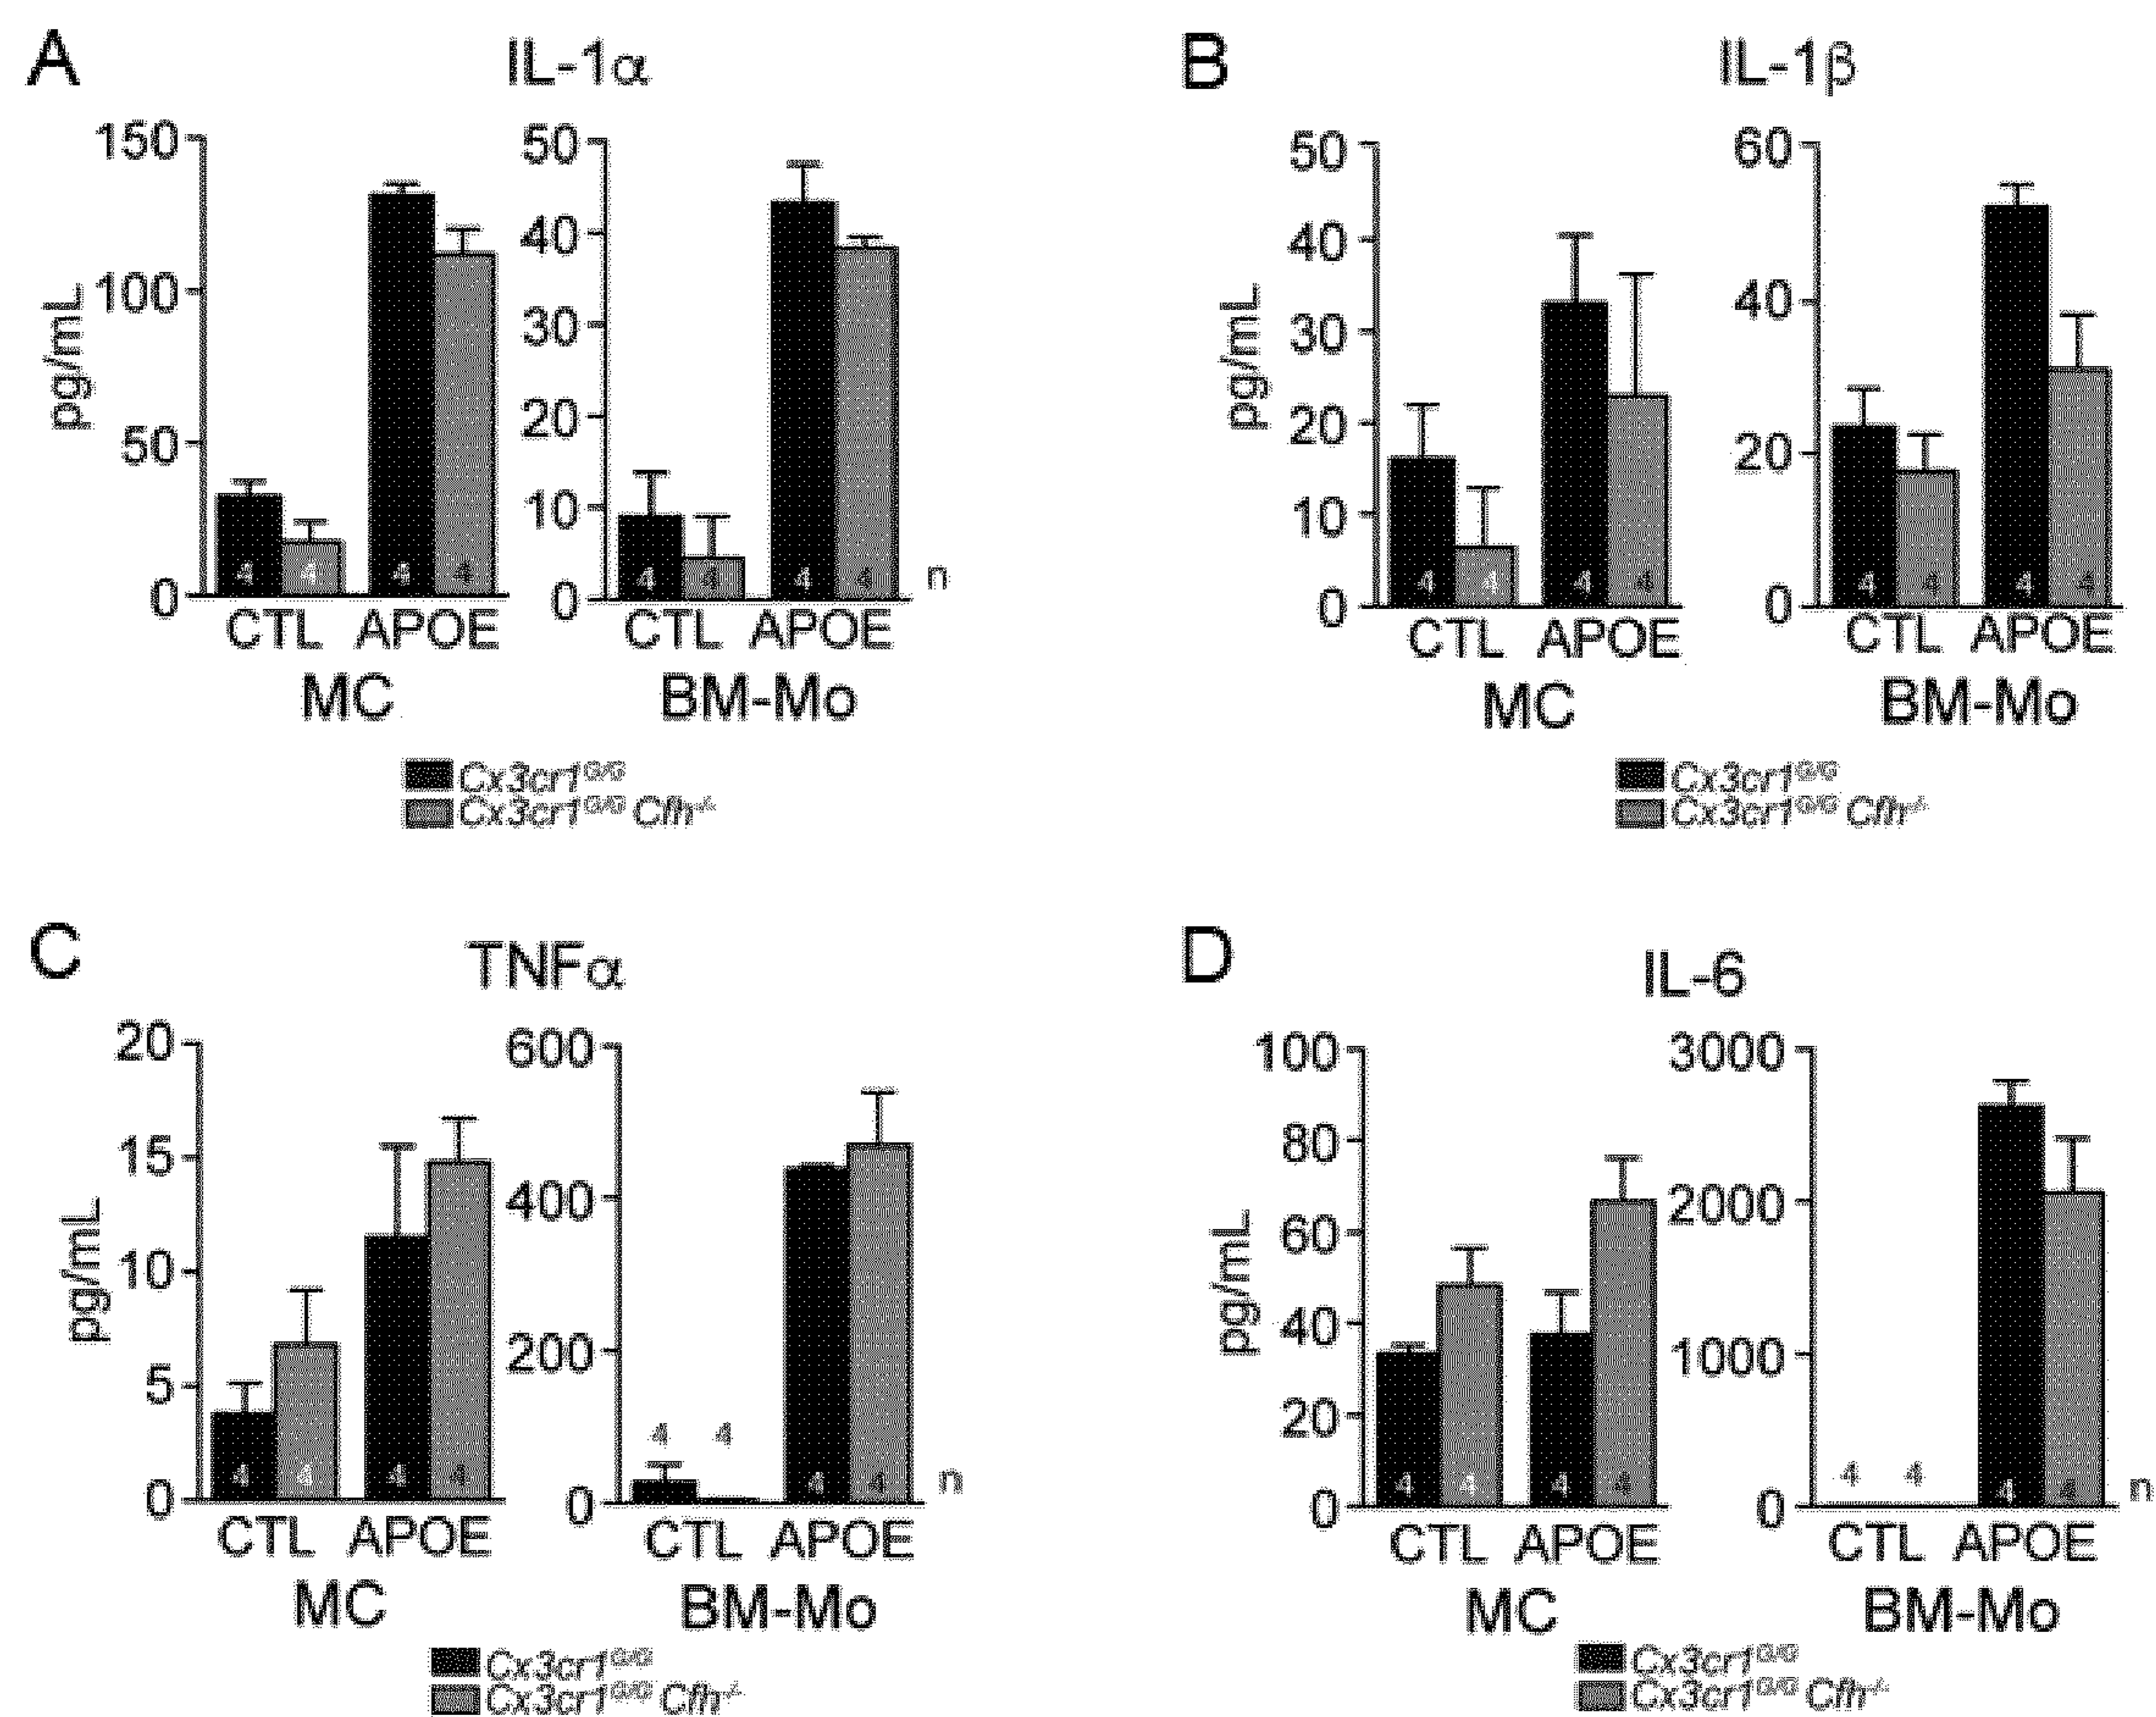 A
IL-1α
150
100
50
0
pg/mL
4 4 4 4
CTL APOE
MC
50
40
30
20
10
0
4 4 4 4
n
CTL APOE
BM-Mo
Cx3cr1G/G
Cx3cr1G/G Cfh-/-
B
IL-1β
50
40
30
20
10
0
pg/mL
4 4 4 4
CTL APOE
MC
60
40
20
0
4 4 4 4
CTL APOE
BM-Mo
Cx3cr1G/G
Cx3cr1G/G Cfh-/-
C
TNFα
20
15
10
5
0
pg/mL
4 4 4 4
CTL APOE
MC
600
400
200
0
4 4 4 4
n
CTL APOE
BM-Mo
Cx3cr1G/G
Cx3cr1G/G Cfh-/-
D
IL-6
100
80
60
40
20
0
pg/mL
4 4 4 4
CTL APOE
MC
3000
2000
1000
0
4 4 4 4
n
CTL APOE
BM-Mo
Cx3cr1G/G
Cx3cr1G/G Cfh-/-